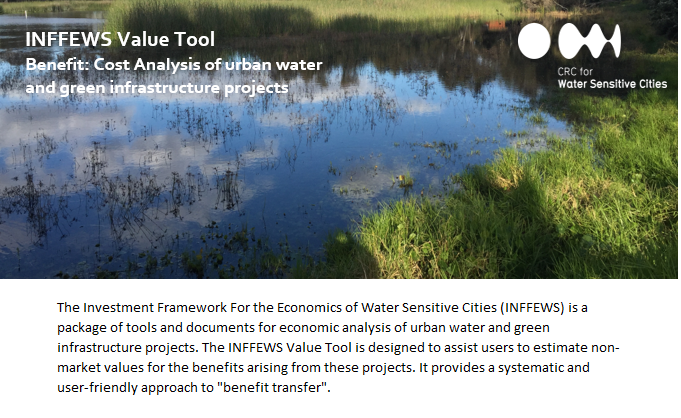 INFFEWS Value Tool
Benefit: Cost Analysis of urban water
and green infrastructure projects
CRC for
Water Sensitive Cities
The Investment Framework For the Economics of Water Sensitive Cities (INFFEWS) is a
package of tools and documents for economic analysis of urban water and green
infrastructure projects. The INFFEWS Value Tool is designed to assist users to estimate non-
market values for the benefits arising from these projects. It provides a systematic and
user-friendly approach to "benefit transfer".